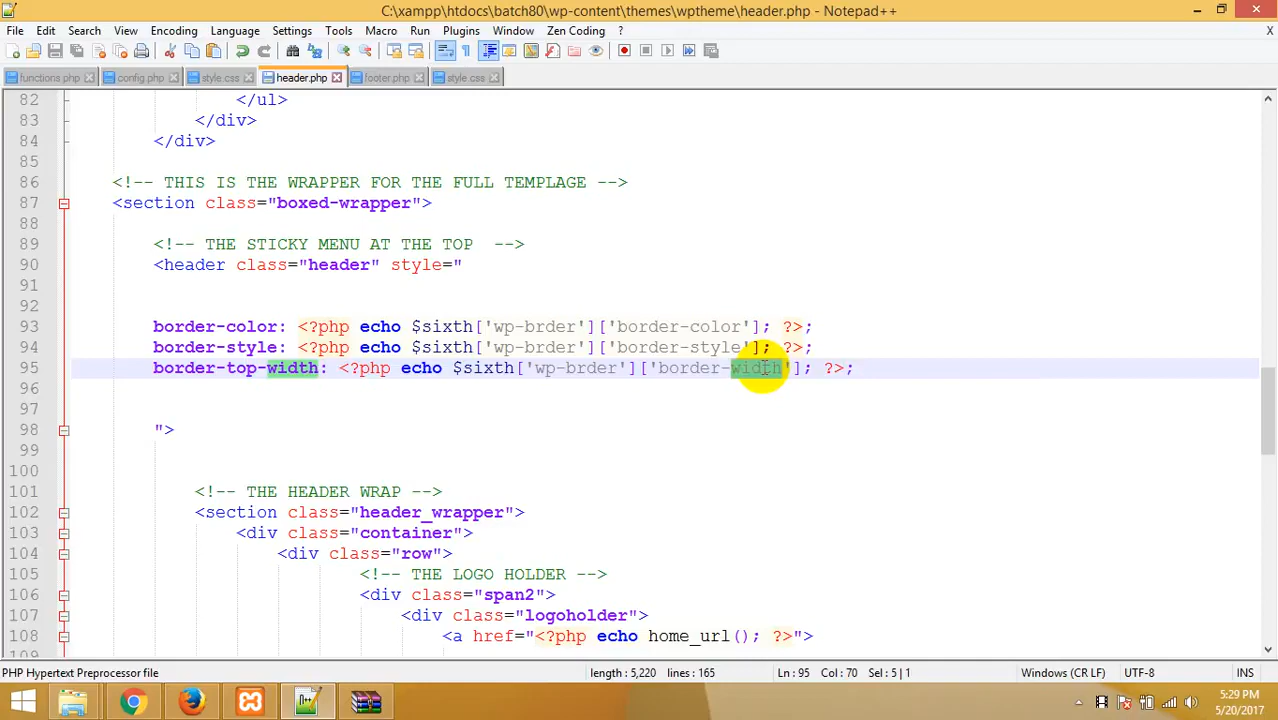 C:\xampp\htdocs\batch80\wp-content\themes\wptheme\header.php - Notepad++
File Edit Search View Encoding Language Settings Tools Macro Run Plugins Window Zen Coding ? X
functions.php config.php style.css header.php footer.php style.css
82 </ul>
83 </div>
84 </div>
85
86 <!-- THIS IS THE WRAPPER FOR THE FULL TEMPLAGE -->
87 <section class="boxed-wrapper">
88
89 <!-- THE STICKY MENU AT THE TOP -->
90 <header class="header" style="
91
92
93 border-color: <?php echo $sixth['wp-brder']['border-color']; ?>;
94 border-style: <?php echo $sixth['wp-brder']['border-style']; ?>;
95 border-top-width: <?php echo $sixth['wp-brder']['border-width']; ?>;
96
97
98 ">
99
100
101 <!-- THE HEADER WRAP -->
102 <section class="header_wrapper">
103 <div class="container">
104 <div class="row">
105 <!-- THE LOGO HOLDER -->
106 <div class="span2">
107 <div class="logoholder">
108 <a href="<?php echo home_url(); ?>">
PHP Hypertext Preprocessor file length : 5,220 lines : 165 Ln : 95 Col : 70 Sel : 5 | 1 Windows (CR LF) UTF-8 INS
5:29 PM
5/20/2017